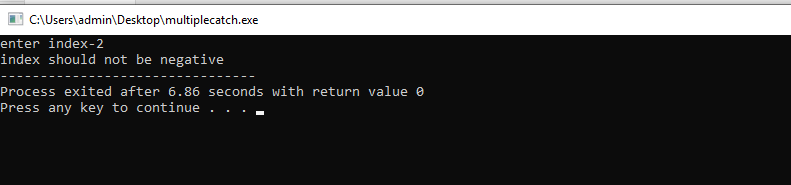 C:\Users\admin\Desktop\multiplecatch.exe
enter index-2
index should not be negative
--------------------------------
Process exited after 6.86 seconds with return value 0
Press any key to continue . . .